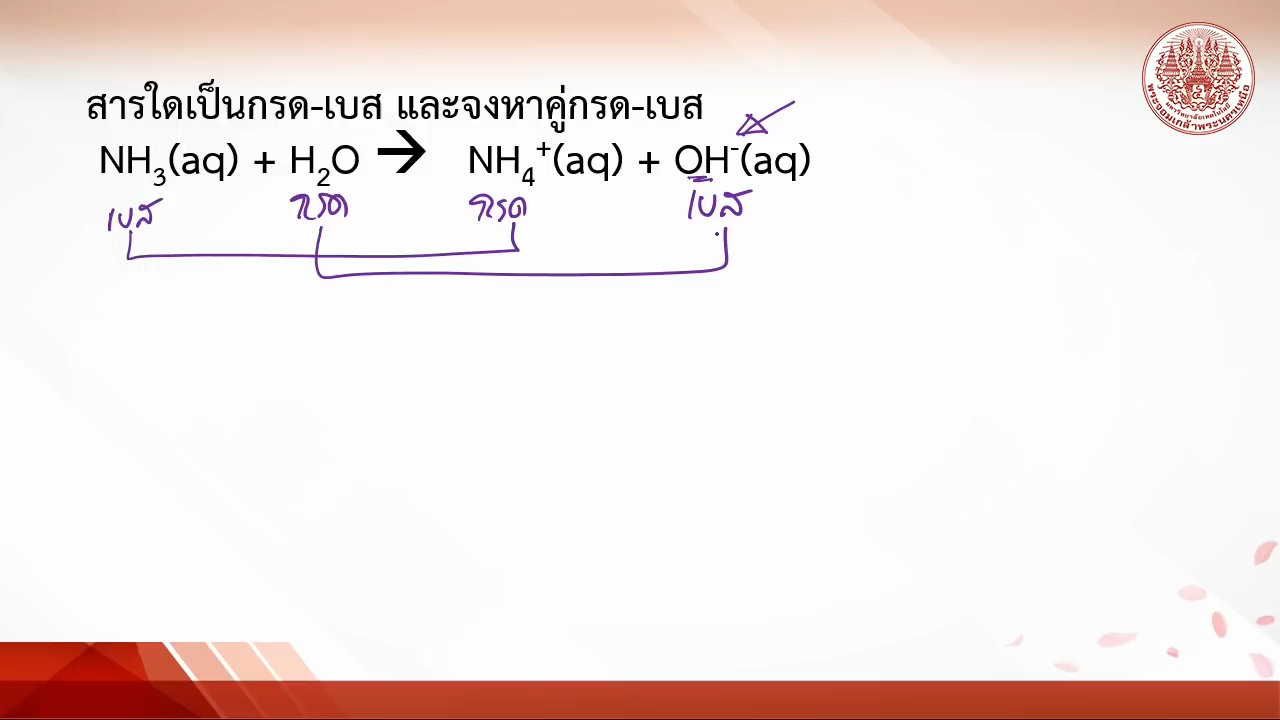 สารใดเป็นกรด-เบส และจงหาคู่กรด-เบส
NH₃(aq) + H₂O → NH₄⁺(aq) + OH⁻(aq)
เบส กรด กรด เบส